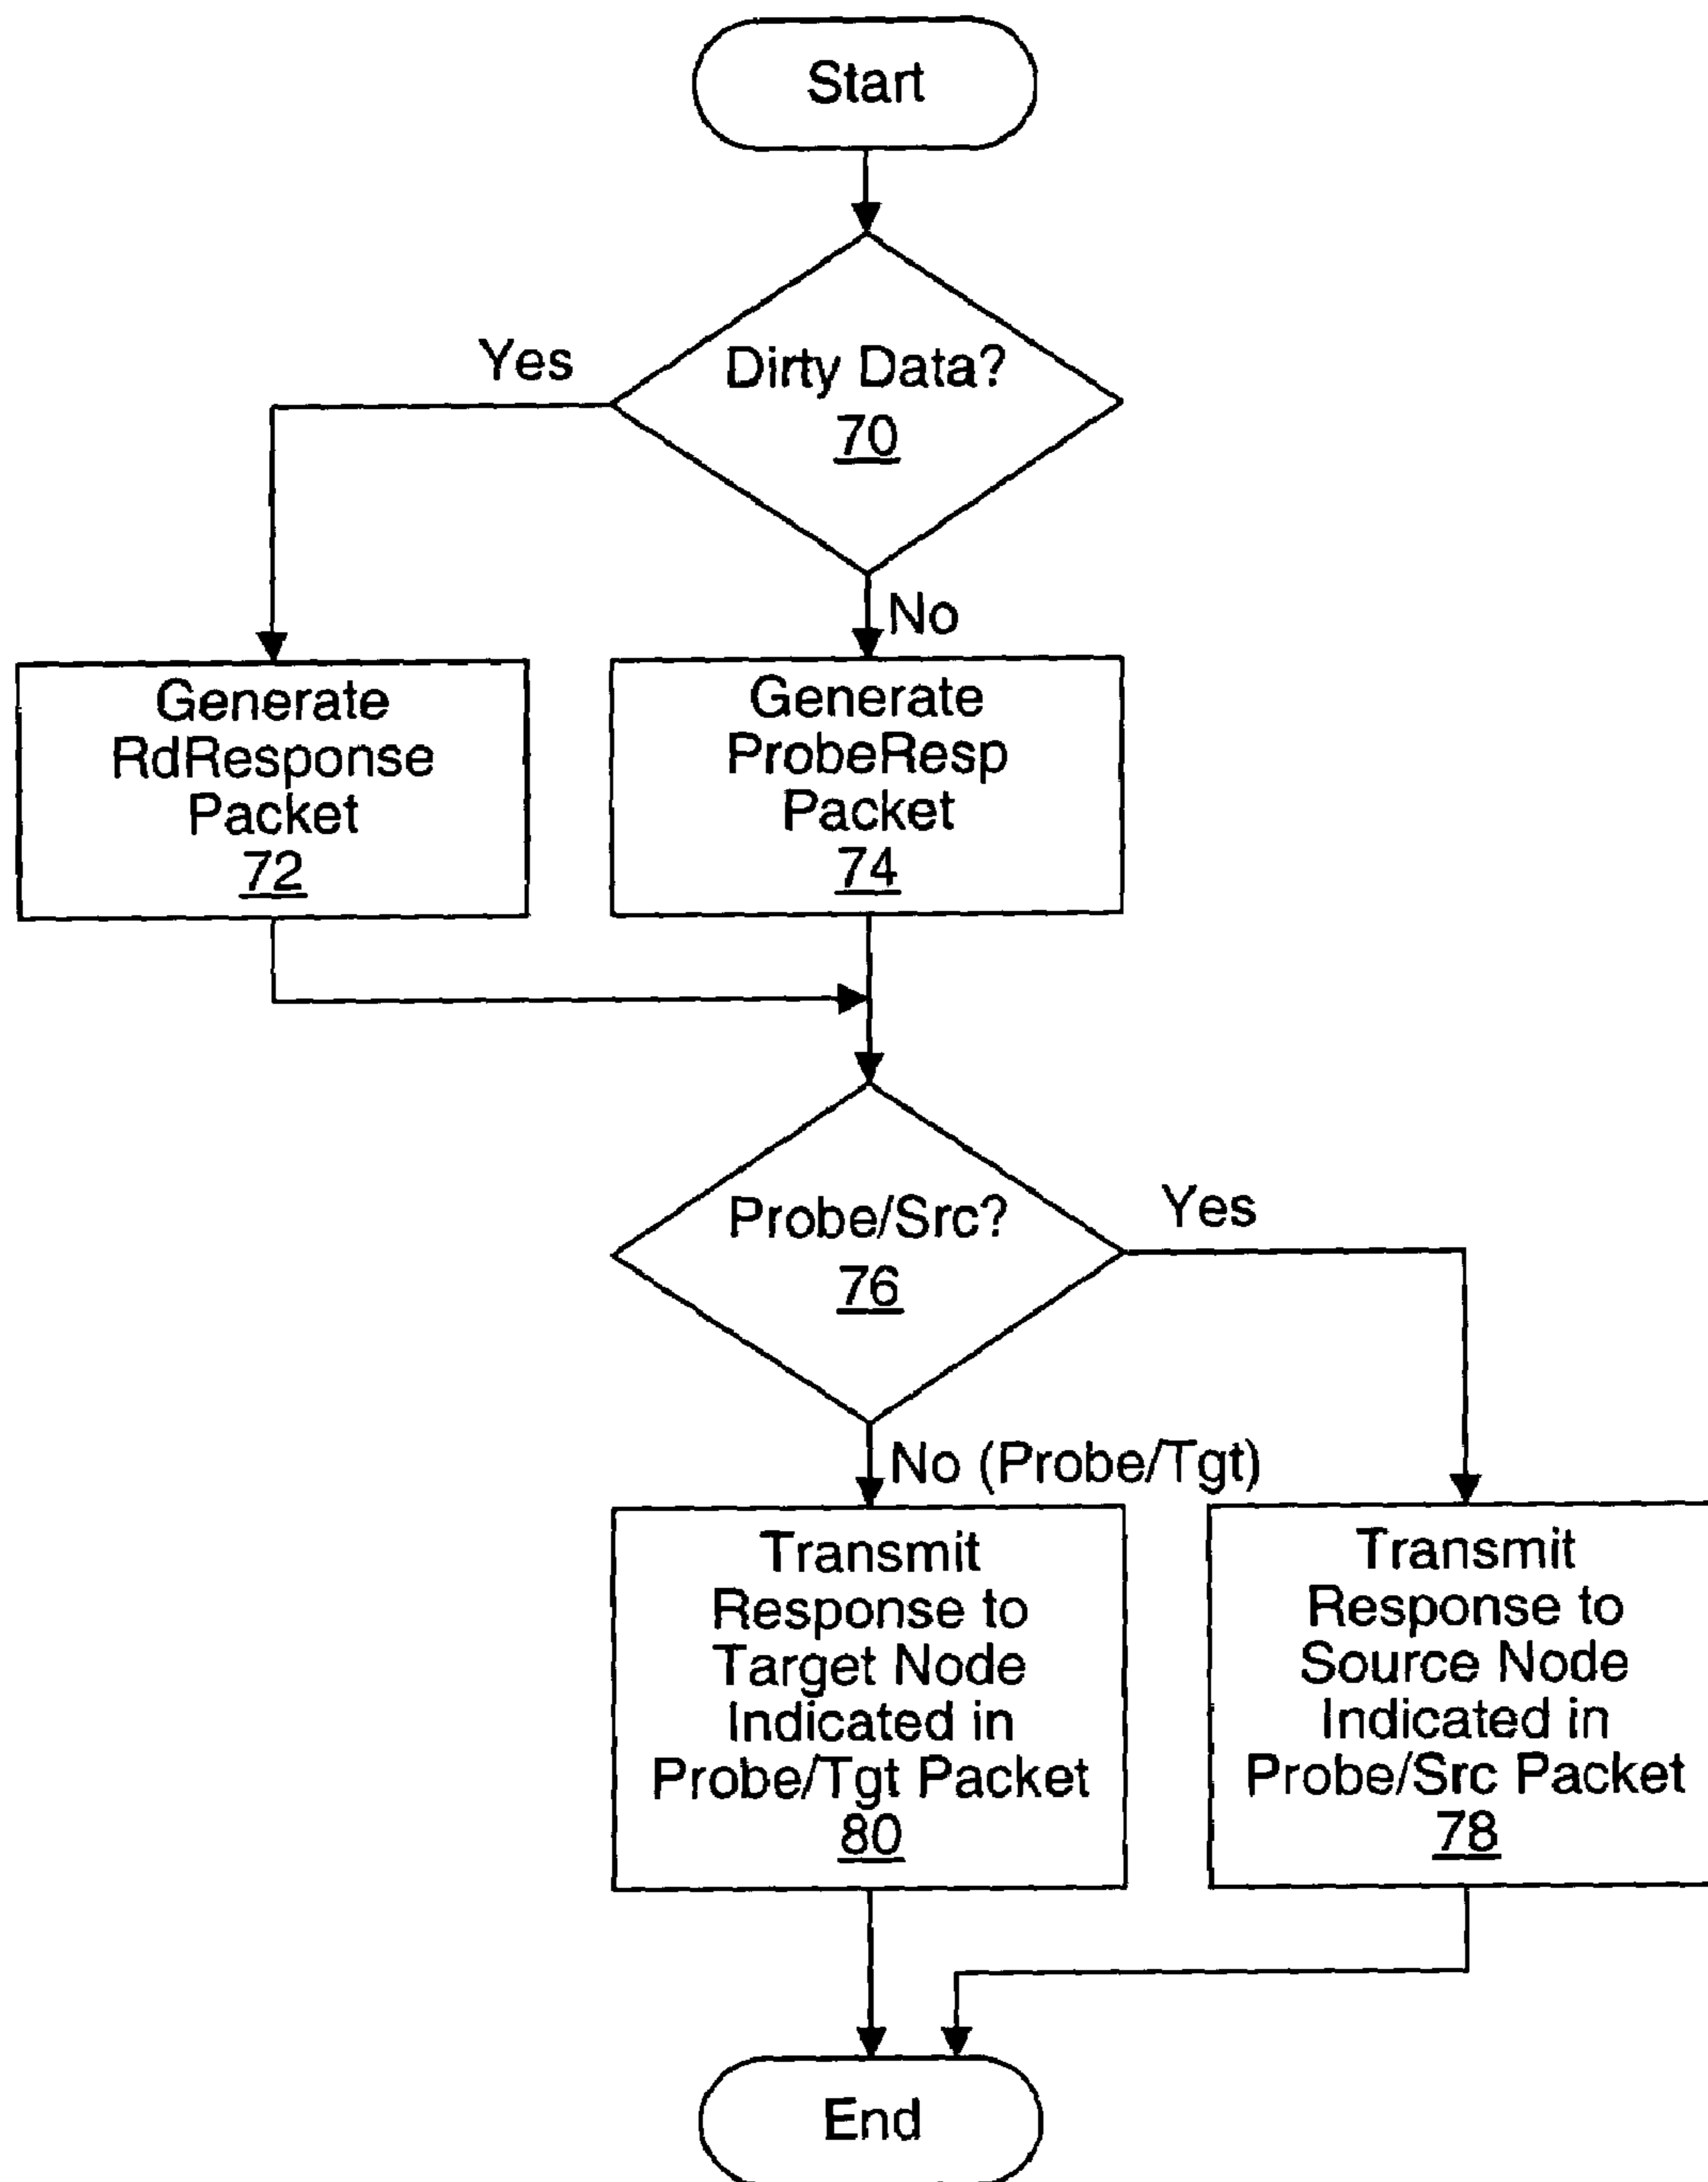 Start
Dirty Data?
70
Yes
No
Generate
RdResponse
Packet
72
Generate
ProbeResp
Packet
74
Probe/Src?
76
Yes
No (Probe/Tgt)
Transmit
Response to
Target Node
Indicated in
Probe/Tgt Packet
80
Transmit
Response to
Source Node
Indicated in
Probe/Src Packet
78
End